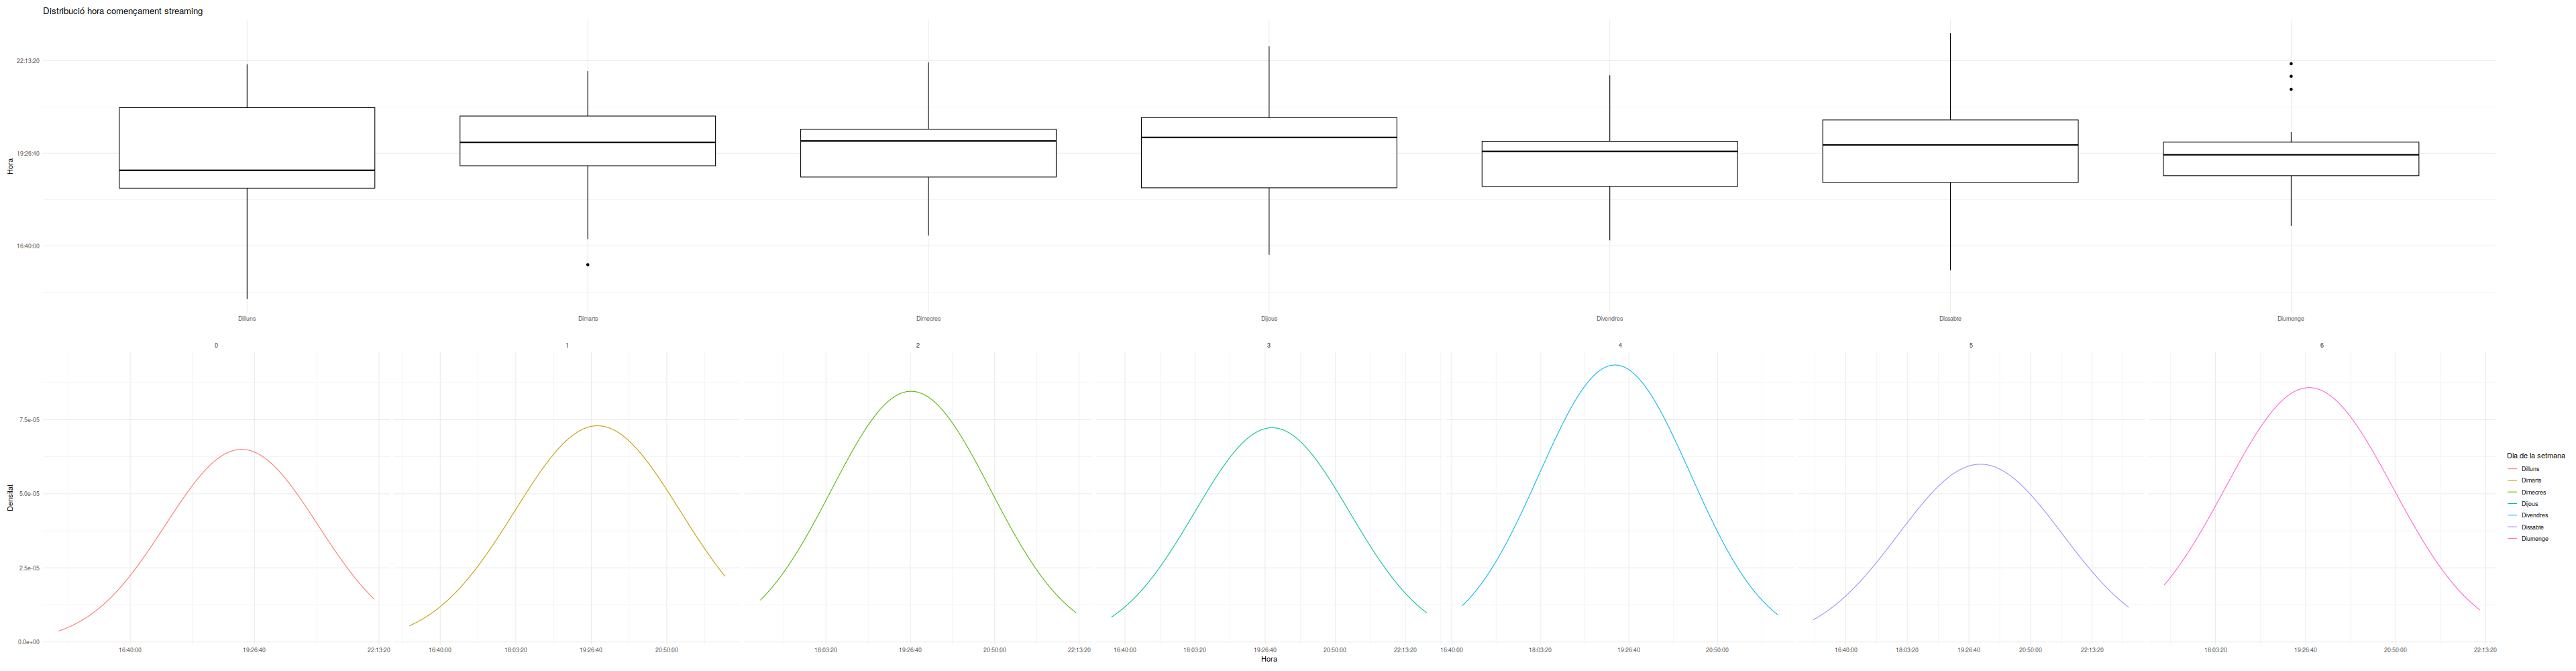 Distribució hora començament streaming
Hora
22:13:20
19:26:40
16:40:00
Dilluns
Dimarts
Dimecres
Dijous
Divendres
Dissabte
Diumenge
0
1
2
3
4
5
6
Densitat
7.5e-05
5.0e-05
2.5e-05
0.0e+00
16:40:00
19:26:40
22:13:20
16:40:00
18:03:20
19:26:40
20:50:00
18:03:20
19:26:40
20:50:00
22:13:20
16:40:00
18:03:20
19:26:40
20:50:00
22:13:20
16:40:00
18:03:20
19:26:40
20:50:00
16:40:00
18:03:20
19:26:40
20:50:00
22:13:20
18:03:20
19:26:40
20:50:00
22:13:20
Hora
Dia de la setmana
Dilluns
Dimarts
Dimecres
Dijous
Divendres
Dissabte
Diumenge